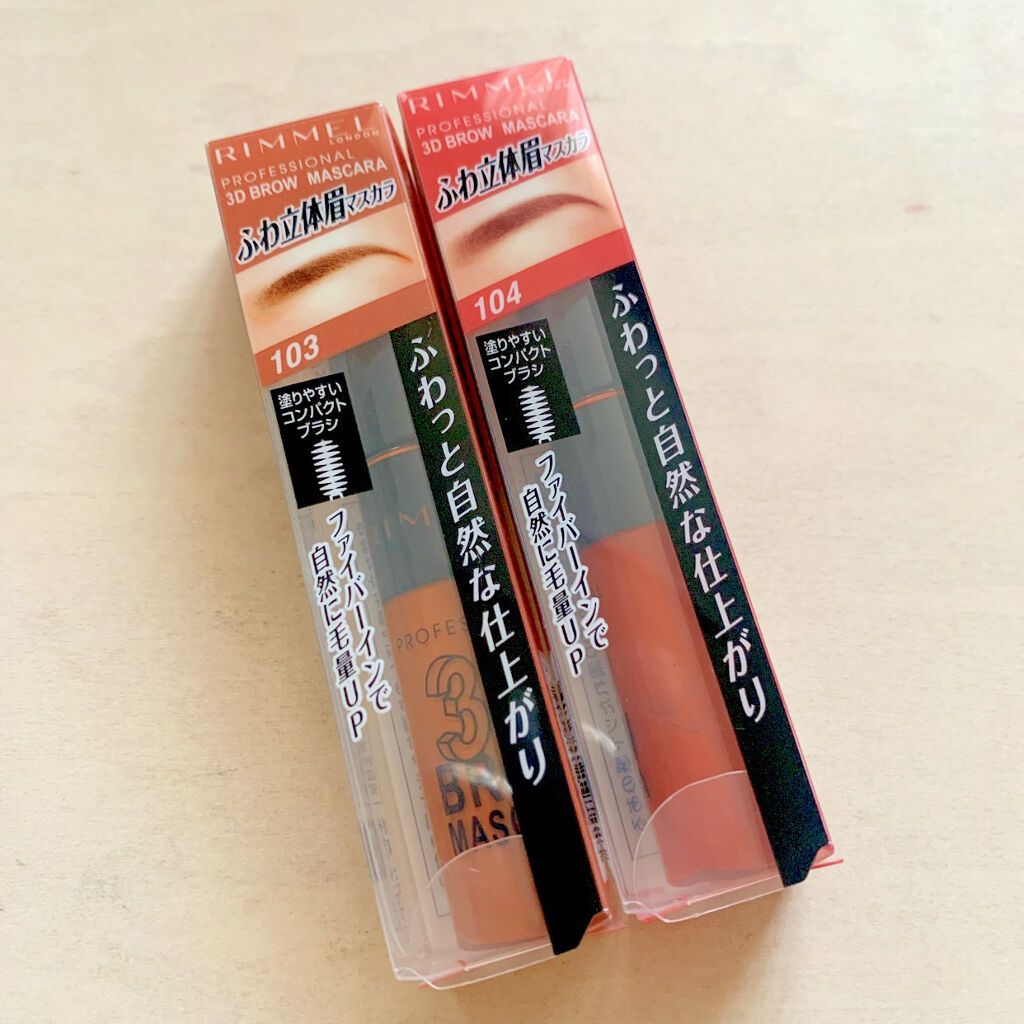 RIMMEL
LONDON
PROFESSIONAL
3D BROW MASCARA
ふわ立体眉マスカラ
103
塗りやすい
コンパクト
ブラシ
ファイバーインで
自然に毛量UP
ふわっと自然な仕上がり
RIMMEL
LONDON
PROFESSIONAL
3D BROW MASCARA
ふわ立体眉マスカラ
104
塗りやすい
コンパクト
ブラシ
ファイバーインで
自然に毛量UP
ふわっと自然な仕上がり